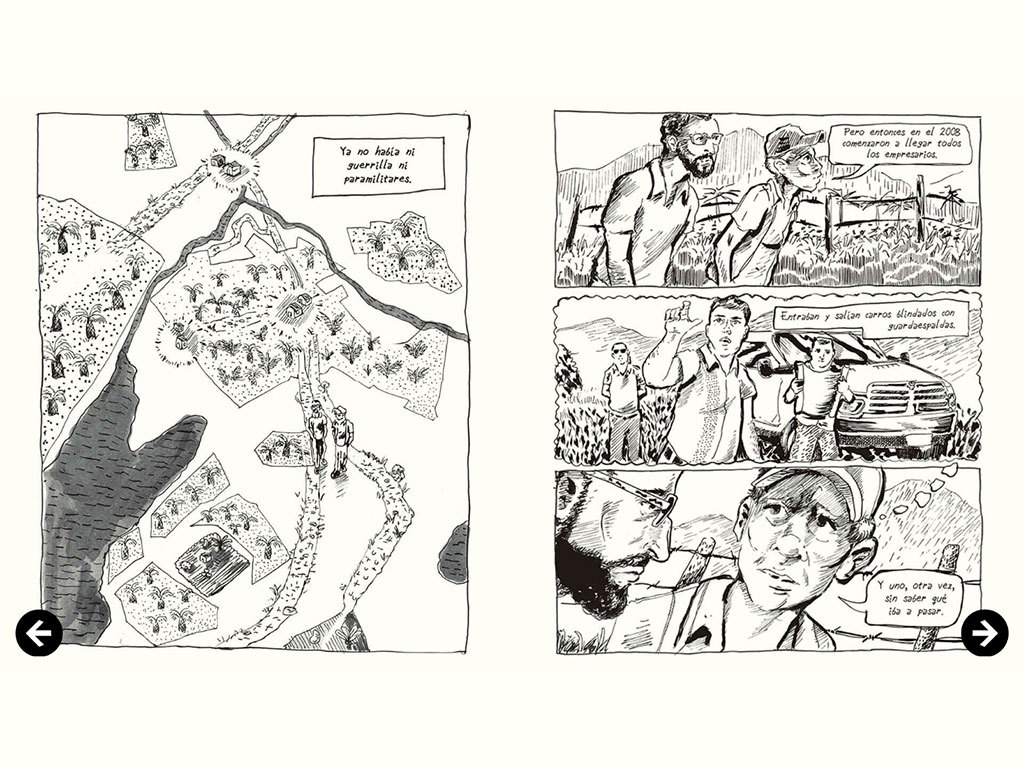 Ya no había ni
guerrilla ni
paramilitares.
Pero entonces en el 2008
comenzaron a llegar todos
los empresarios.
Entraban y salían carros blindados con
guardaespaldas.
Y uno, otra vez,
sin saber qué
iba a pasar.